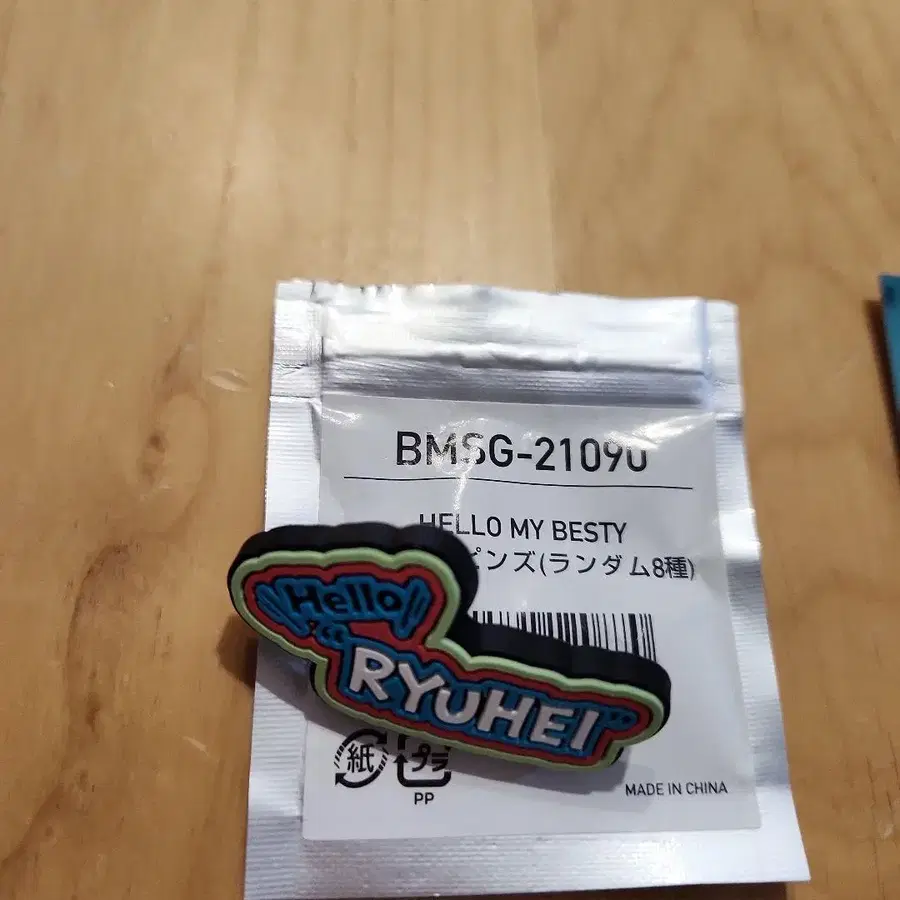 BMSG-21090
HELLO MY BESTY
ピンズ(ランダム8種)
Hello
"RYUHEI"
紙
プラ
PP
MADE IN CHINA